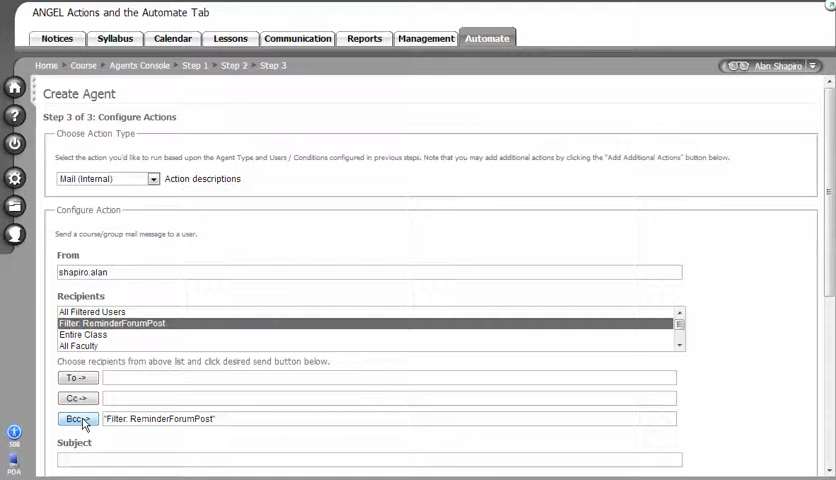 ANGEL Actions and the Automate Tab
Notices Syllabus Calendar Lessons Communication Reports Management Automate
Home Course Agents Console Step 1 Step 2 Step 3 Alan Shapiro
Create Agent
Step 3 of 3: Configure Actions
Choose Action Type
Select the action you'd like to run based upon the Agent Type and Users / Conditions configured in previous steps. Note that you may add additional actions by clicking the "Add Additional Actions" button below.
Mail (Internal) Action descriptions
Configure Action
Send a course/group mail message to a user.
From
shapiro.alan
Recipients
All Filtered Users
Filter: ReminderForumPost
Entire Class
All Faculty
Choose recipients from above list and click desired send button below.
To ->
Cc ->
Bcc-> "Filter: ReminderForumPost"
Subject
PDA